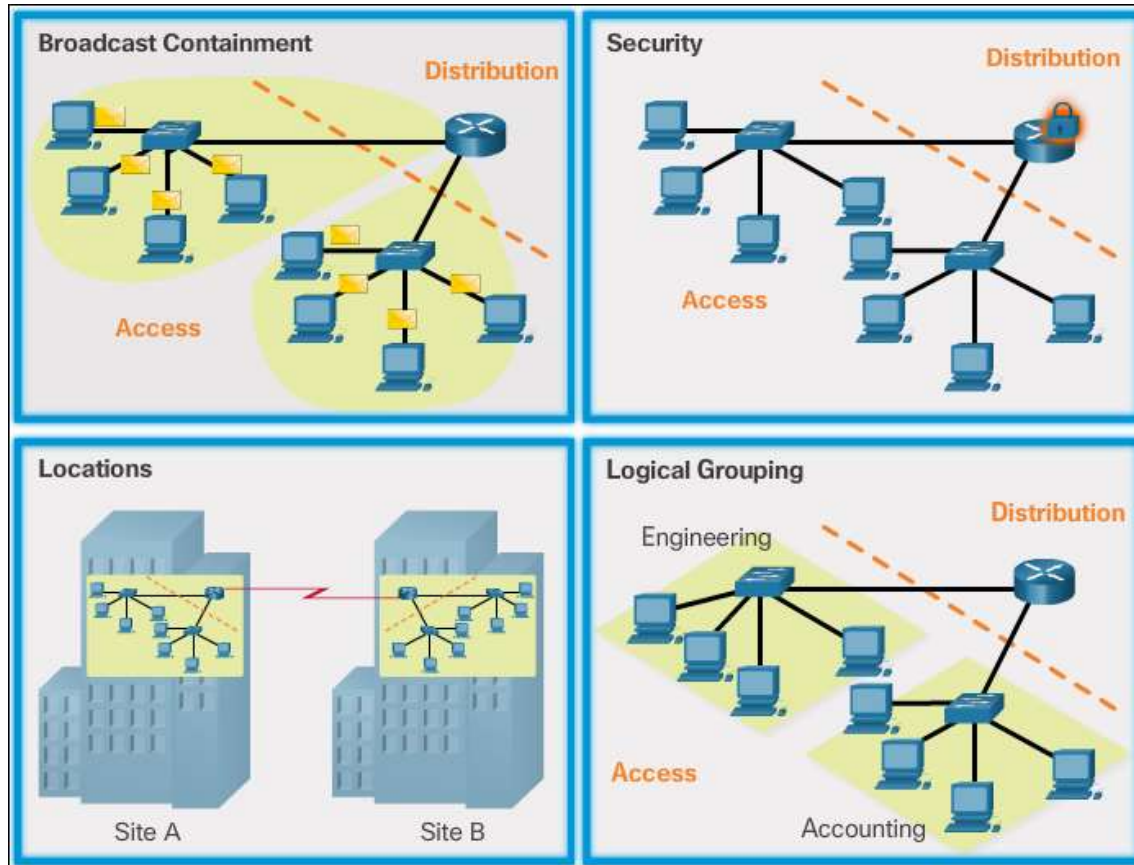 Broadcast Containment
Distribution
Access
Security
Distribution
Access
Locations
Site A
Site B
Logical Grouping
Distribution
Engineering
Access
Accounting